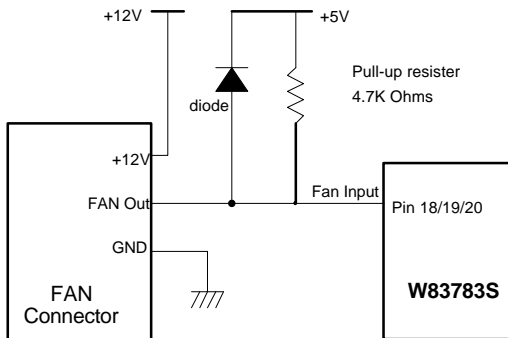 +12V
+5V
Pull-up resister
4.7K Ohms
diode
+12V
FAN Out
Fan Input
Pin 18/19/20
GND
W83783S
FAN
Connector